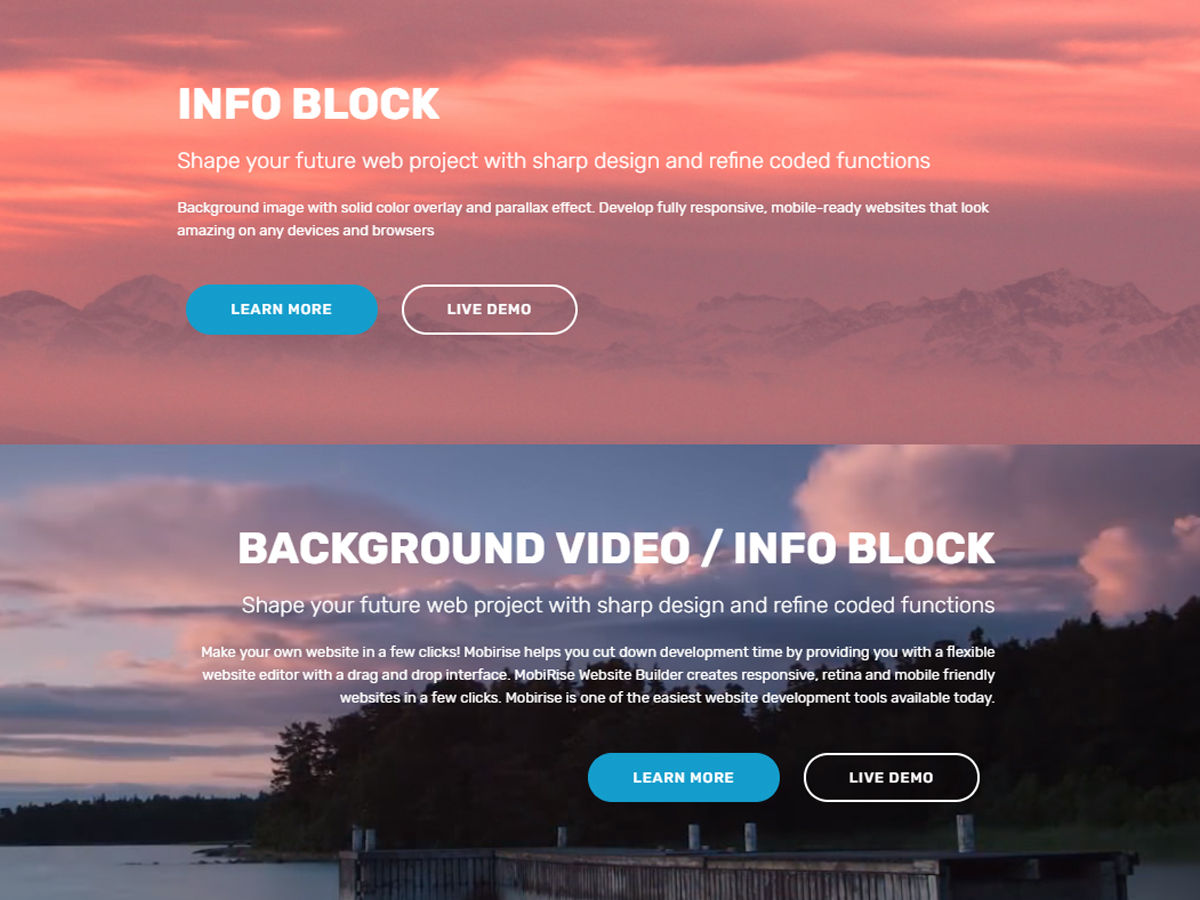 INFO BLOCK
Shape your future web project with sharp design and refine coded functions
Background image with solid color overlay and parallax effect. Develop fully responsive, mobile-ready websites that look
amazing on any devices and browsers
LEARN MORE
LIVE DEMO
BACKGROUND VIDEO / INFO BLOCK
Shape your future web project with sharp design and refine coded functions
Make your own website in a few clicks! Mobirise helps you cut down development time by providing you with a flexible
website editor with a drag and drop interface. MobiRise Website Builder creates responsive, retina and mobile friendly
websites in a few clicks. Mobirise is one of the easiest website development tools available today.
LEARN MORE
LIVE DEMO